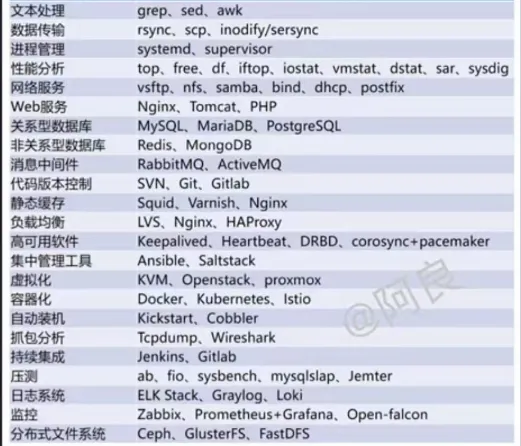 文本处理 grep、sed、awk
数据传输 rsync、scp、inodify/sersync
进程管理 systemd、supervisor
性能分析 top、free、df、iftop、iostat、vmstat、dstat、sar、sysdig
网络服务 vsftp、nfs、samba、bind、dhcp、postfix
Web服务 Nginx、Tomcat、PHP
关系型数据库 MySQL、MariaDB、PostgreSQL
非关系型数据库 Redis、MongoDB
消息中间件 RabbitMQ、ActiveMQ
代码版本控制 SVN、Git、Gitlab
静态缓存 Squid、Varnish、Nginx
负载均衡 LVS、Nginx、HAProxy
高可用软件 Keepalived、Heartbeat、DRBD、corosync+pacemaker
集中管理工具 Ansible、Saltstack
虚拟化 KVM、Openstack、proxmox
容器化 Docker、Kubernetes、Istio
自动装机 Kickstart、Cobbler
抓包分析 Tcpdump、Wireshark
持续集成 Jenkins、Gitlab
压测 ab、fio、sysbench、mysqlslap、Jemter
日志系统 ELK Stack、Graylog、Loki
监控 Zabbix、Prometheus+Grafana、Open-falcon
分布式文件系统 Ceph、GlusterFS、FastDFS
@阿良